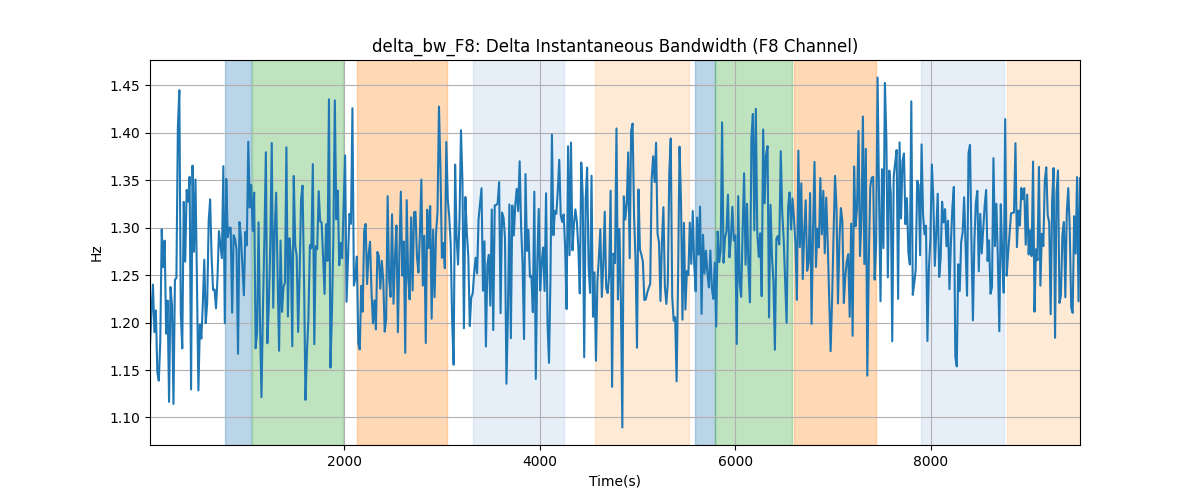 delta_bw_F8: Delta Instantaneous Bandwidth (F8 Channel)
1.45
1.40
1.35
1.30
1.25
1.20
1.15
1.10
Hz
2000 4000 6000 8000
Time(s)